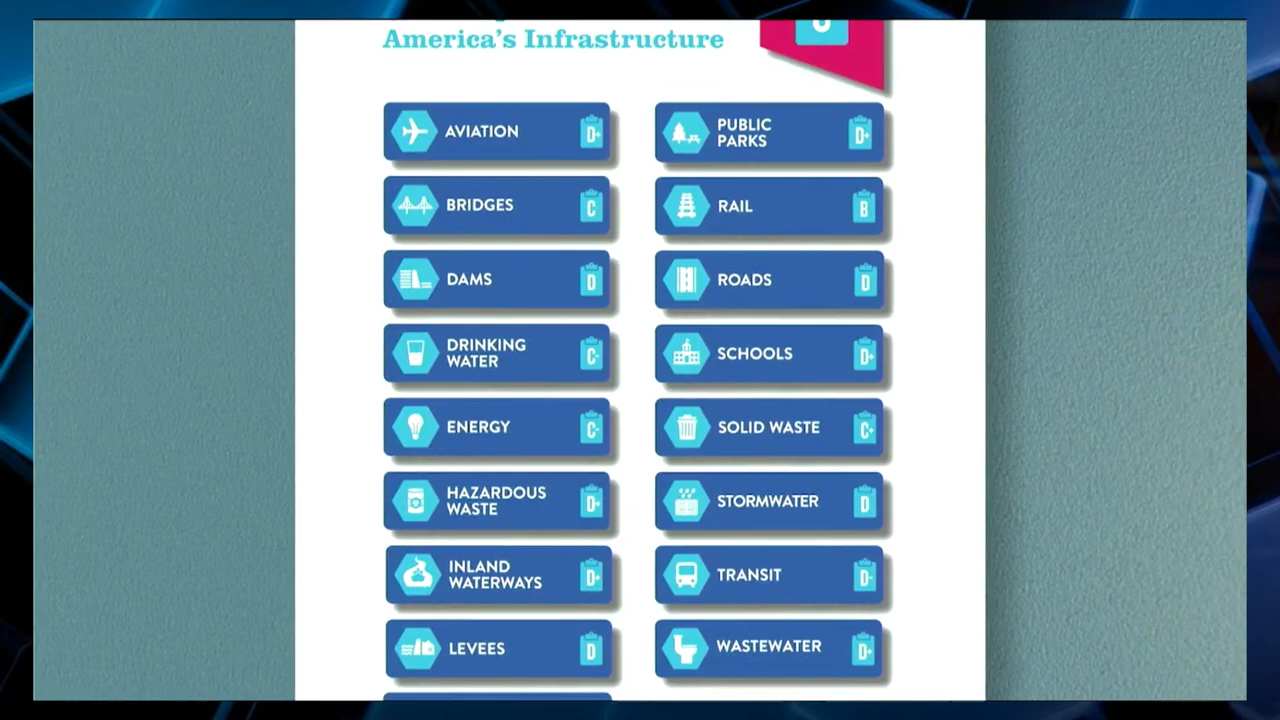 America's Infrastructure
AVIATION D+
BRIDGES C
DAMS D
DRINKING
WATER C-
ENERGY C-
HAZARDOUS
WASTE D+
INLAND
WATERWAYS D+
LEVEES D
PUBLIC
PARKS D+
RAIL B
ROADS D
SCHOOLS D+
SOLID WASTE C+
STORMWATER D
TRANSIT D-
WASTEWATER D+